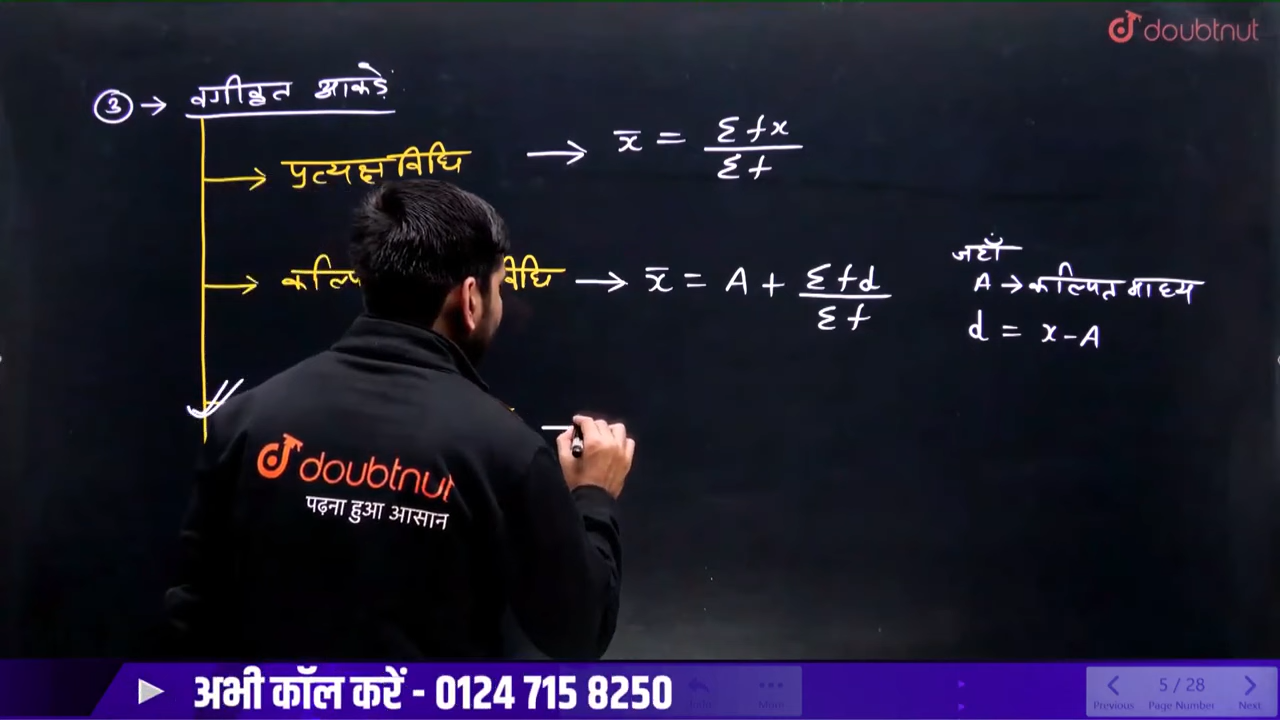 doubtnut
③ → वर्गीकृत आकड़े
→ प्रत्यक्ष विधि → x̄ = Σfx / Σf
→ विधि → x̄ = A + Σfd / Σf
जहाँ
A → कल्पित माध्य
d = x - A
doubtnut
पढ़ना हुआ आसान
अभी कॉल करें - 0124 715 8250
5 / 28
Previous Page Number Next